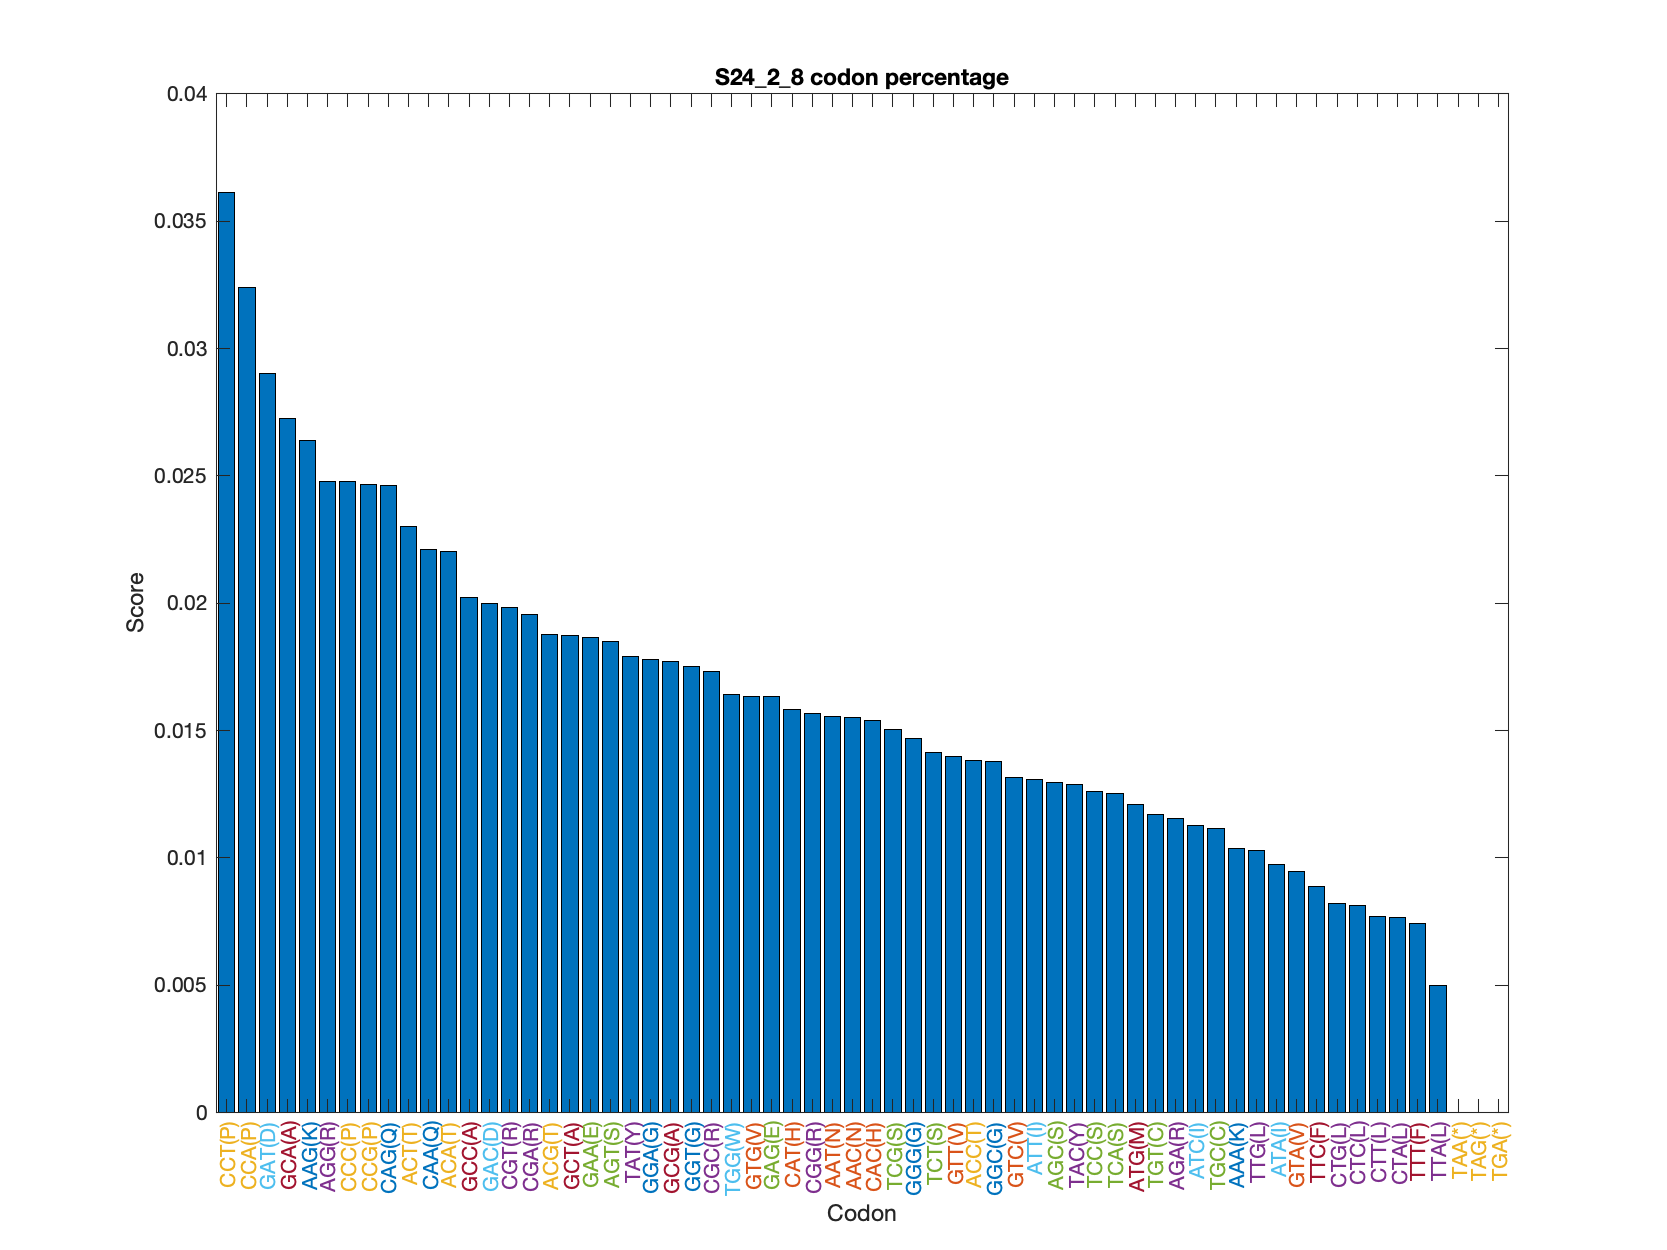 S24_2_8 codon percentage
0.04
0.035
0.03
0.025
0.02
0.015
0.01
0.005
0
Score
CCT(P)
CCA(P)
GAT(D)
GCA(A)
AAG(K)
AGG(R)
CCC(P)
CCG(P)
CAG(Q)
ACT(T)
CAA(Q)
ACA(T)
GCC(A)
GAC(D)
CGT(R)
CGA(R)
ACG(T)
GCT(A)
GAA(E)
AGT(S)
TAT(Y)
GGA(G)
GCG(A)
GGT(G)
CGC(R)
TGG(W)
GTG(V)
GAG(E)
CAT(H)
CGG(R)
AAT(N)
AAC(N)
CAC(H)
TCG(S)
GGG(G)
TCT(S)
GTT(V)
ACC(T)
GGC(G)
GTC(V)
ATT(I)
AGC(S)
TAC(Y)
TCC(S)
TCA(S)
ATG(M)
TGT(C)
AGA(R)
ATC(I)
TGC(C)
AAA(K)
TTG(L)
ATA(I)
GTA(V)
TTC(F)
CTG(L)
CTC(L)
CTT(L)
CTA(L)
TTT(F)
TTA(L)
TAA(*)
TAG(*)
TGA(*)
Codon